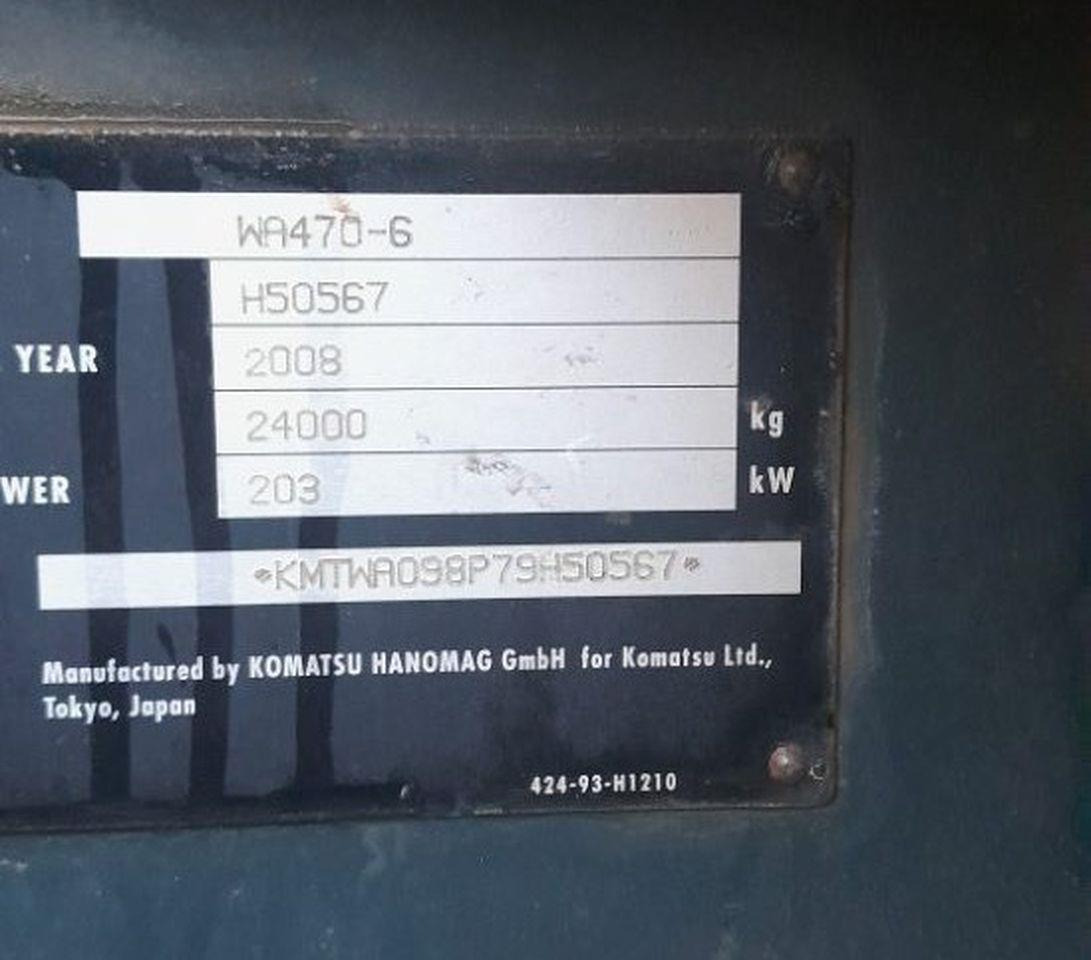 WA470-6
H50567
YEAR 2008
24000 kg
203 kW
*KMTWA098P79H50567*
Manufactured by KOMATSU HANOMAG GmbH for Komatsu Ltd.,
Tokyo, Japan
424-93-H1210